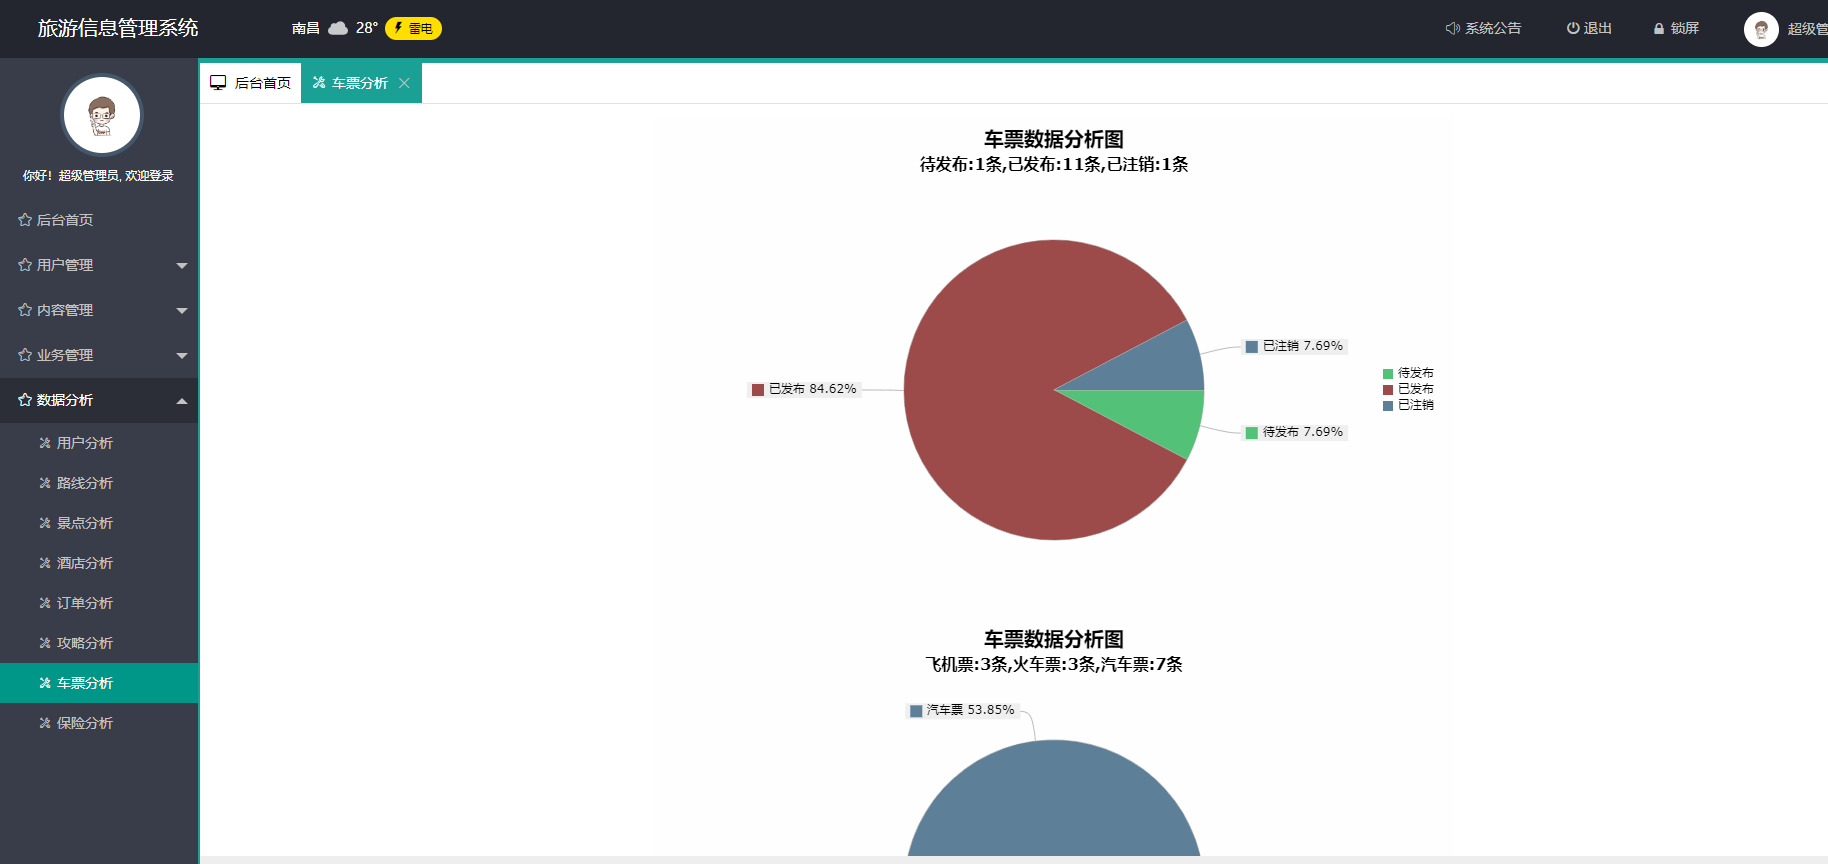 旅游信息管理系统
南昌 28° 雷电
系统公告
退出
锁屏
超级管
后台首页
车票分析
你好！超级管理员, 欢迎登录
后台首页
用户管理
内容管理
业务管理
数据分析
用户分析
路线分析
景点分析
酒店分析
订单分析
攻略分析
车票分析
保险分析
车票数据分析图
待发布:1条,已发布:11条,已注销:1条
已注销 7.69%
已发布 84.62%
待发布 7.69%
待发布
已发布
已注销
车票数据分析图
飞机票:3条,火车票:3条,汽车票:7条
汽车票 53.85%